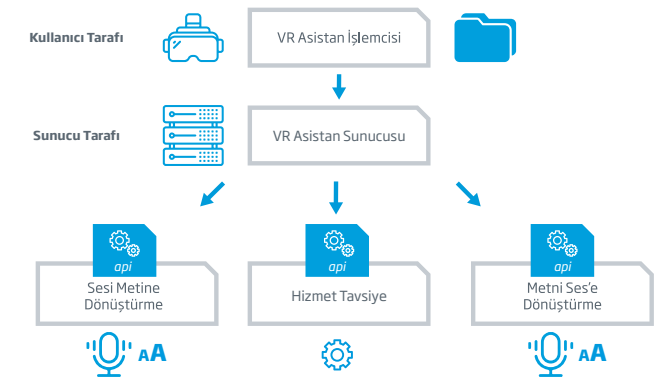 Kullanıcı Tarafı
VR Asistan İşlemcisi
Sunucu Tarafı
VR Asistan Sunucusu
api
api
api
Sesi Metine
Dönüştürme
Hizmet Tavsiye
Metni Ses'e
Dönüştürme
AA
AA